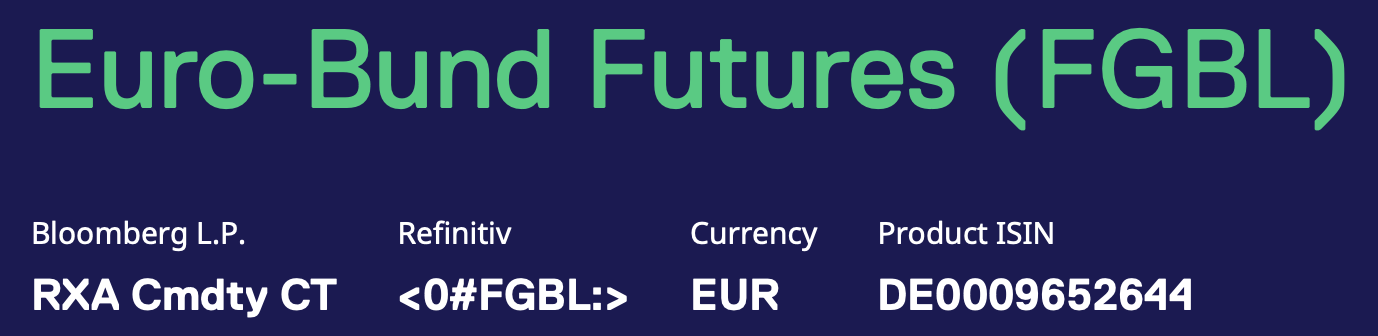 Euro-Bund Futures (FGBL)
Bloomberg L.P. Refinitiv Currency Product ISIN
RXA Cmdty CT <0#FGBL:> EUR DE0009652644